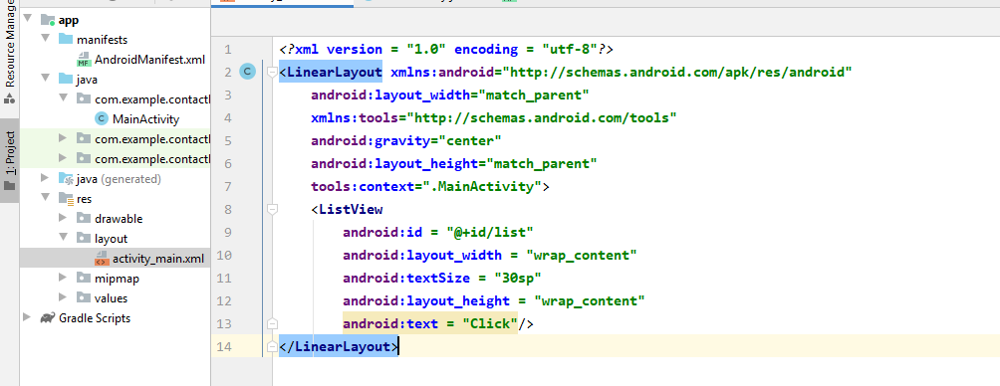 Resource Manager
1: Project
app
manifests
AndroidManifest.xml
java
com.example.contactl
MainActivity
com.example.contactl
com.example.contactl
java (generated)
res
drawable
layout
activity_main.xml
mipmap
values
Gradle Scripts
1 <?xml version = "1.0" encoding = "utf-8"?>
2 <LinearLayout xmlns:android="http://schemas.android.com/apk/res/android"
3 android:layout_width="match_parent"
4 xmlns:tools="http://schemas.android.com/tools"
5 android:gravity="center"
6 android:layout_height="match_parent"
7 tools:context=".MainActivity">
8 <ListView
9 android:id = "@+id/list"
10 android:layout_width = "wrap_content"
11 android:textSize = "30sp"
12 android:layout_height = "wrap_content"
13 android:text = "Click"/>
14 </LinearLayout>